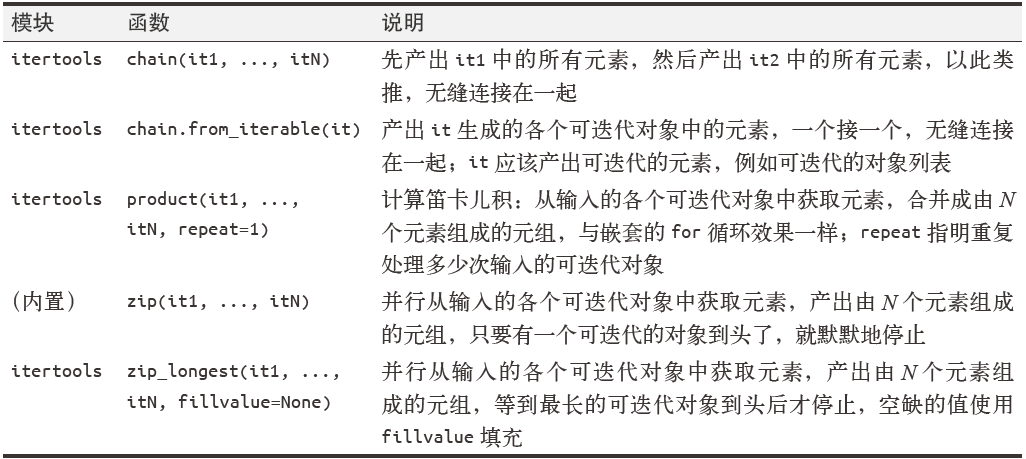 模块 函数 说明
itertools chain(it1, ..., itN) 先产出 it1 中的所有元素，然后产出 it2 中的所有元素，以此类
推，无缝连接在一起
itertools chain.from_iterable(it) 产出 it 生成的各个可迭代对象中的元素，一个接一个，无缝连接
在一起；it 应该产出可迭代的元素，例如可迭代的对象列表
itertools product(it1, ..., 计算笛卡儿积：从输入的各个可迭代对象中获取元素，合并成由 N
itN, repeat=1) 个元素组成的元组，与嵌套的 for 循环效果一样；repeat 指明重复
处理多少次输入的可迭代对象
（内置） zip(it1, ..., itN) 并行从输入的各个可迭代对象中获取元素，产出由 N 个元素组成
的元组，只要有一个可迭代的对象到头了，就默默地停止
itertools zip_longest(it1, ..., 并行从输入的各个可迭代对象中获取元素，产出由 N 个元素组
itN, fillvalue=None) 成的元组，等到最长的可迭代对象到头后才停止，空缺的值使用
fillvalue 填充